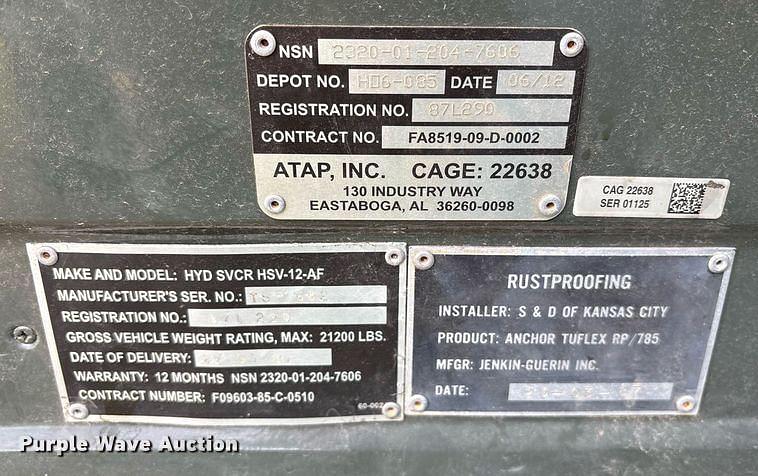 NSN 2320-01-204-7606
DEPOT NO. H06-085 DATE 06/12
REGISTRATION NO. 87L290
CONTRACT NO. FA8519-09-D-0002
ATAP, INC. CAGE: 22638
130 INDUSTRY WAY
EASTABOGA, AL 36260-0098
CAG 22638
SER 01125
MAKE AND MODEL: HYD SVCR HSV-12-AF
MANUFACTURER'S SER. NO.:
REGISTRATION NO.:
GROSS VEHICLE WEIGHT RATING, MAX: 21200 LBS.
DATE OF DELIVERY:
WARRANTY: 12 MONTHS NSN 2320-01-204-7606
CONTRACT NUMBER: F09603-85-C-0510
RUSTPROOFING
INSTALLER: S & D OF KANSAS CITY
PRODUCT: ANCHOR TUFLEX RP/785
MFGR: JENKIN-GUERIN INC.
DATE:
Purple Wave Auction